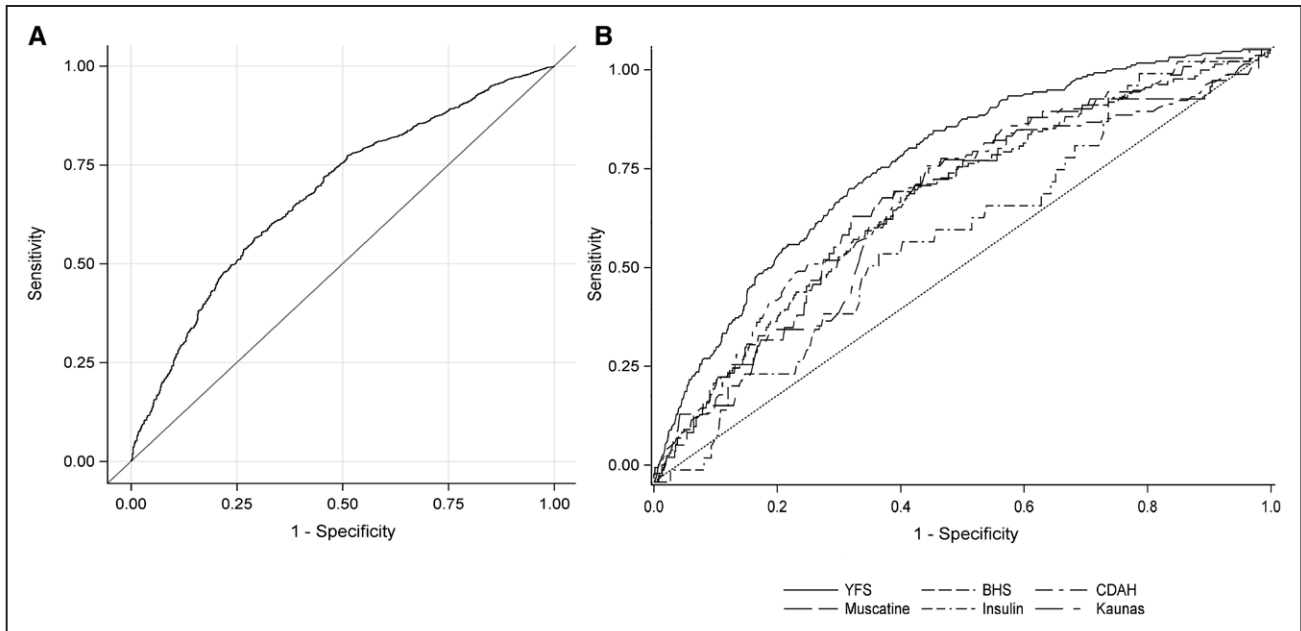 A
1.00
0.75
0.50
0.25
0.00
Sensitivity
0.00 0.25 0.50 0.75 1.00
1 - Specificity
B
1.00
0.75
0.50
0.25
0.00
Sensitivity
0.0 0.2 0.4 0.6 0.8 1.0
1 - Specificity
YFS BHS CDAH
Muscatine Insulin Kaunas